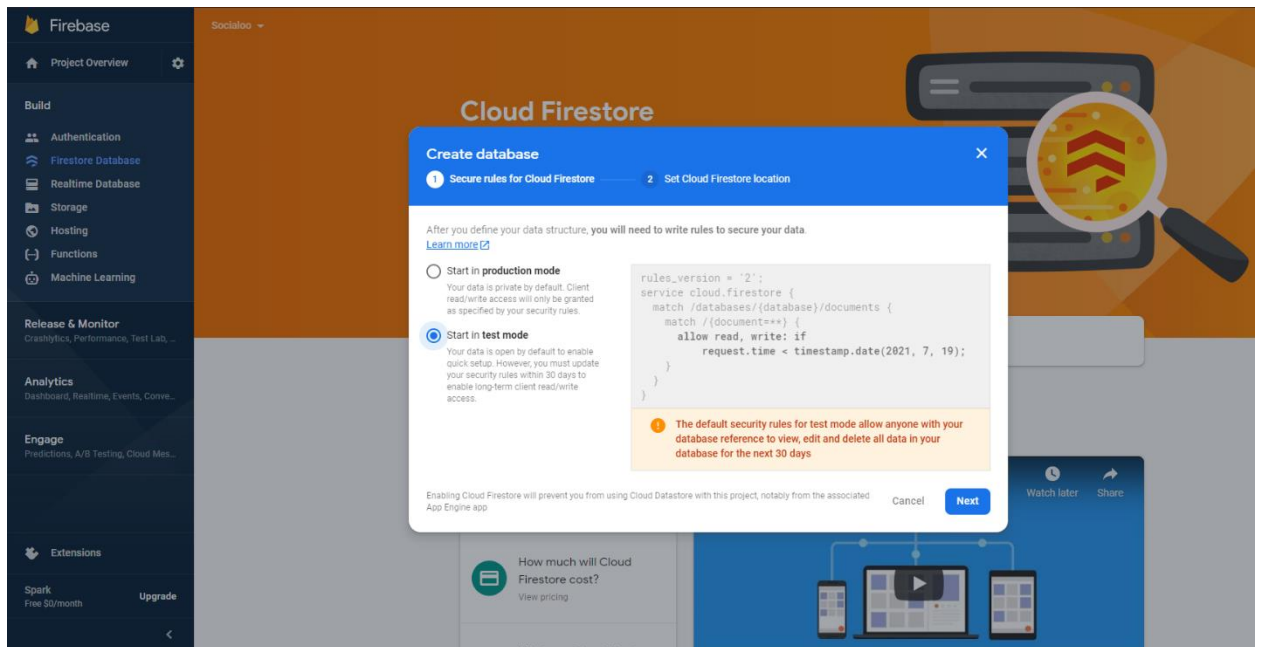 Firebase
Socialoo
Project Overview
Build
Authentication
Firestore Database
Realtime Database
Storage
Hosting
Functions
Machine Learning
Release & Monitor
Crashlytics, Performance, Test Lab, ...
Analytics
Dashboard, Realtime, Events, Conve...
Engage
Predictions, A/B Testing, Cloud Mes...
Extensions
Spark
Free $0/month
Upgrade
Cloud Firestore
Create database
1 Secure rules for Cloud Firestore
2 Set Cloud Firestore location
After you define your data structure, you will need to write rules to secure your data.
Learn more
Start in production mode
Your data is private by default. Client
read/write access will only be granted
as specified by your security rules.
Start in test mode
Your data is open by default to enable
quick setup. However, you must update
your security rules within 30 days to
enable long-term client read/write
access.
rules_version = '2';
service cloud.firestore {
match /databases/{database}/documents {
match /{document=**} {
allow read, write: if
request.time < timestamp.date(2021, 7, 19);
}
}
}
The default security rules for test mode allow anyone with your
database reference to view, edit and delete all data in your
database for the next 30 days
Enabling Cloud Firestore will prevent you from using Cloud Datastore with this project, notably from the associated
App Engine app
Cancel
Next
Watch later
Share
How much will Cloud
Firestore cost?
View pricing